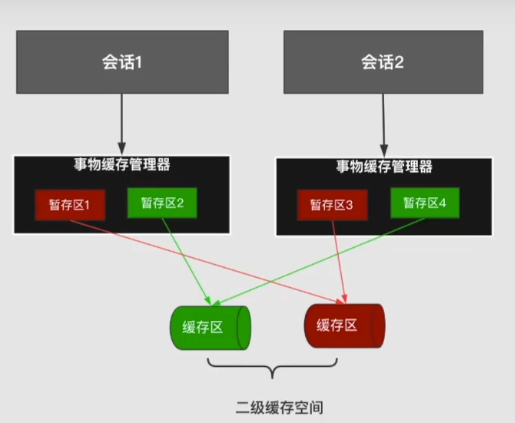 会话1
会话2
事物缓存管理器
事物缓存管理器
暂存区1
暂存区2
暂存区3
暂存区4
缓存区
缓存区
二级缓存空间